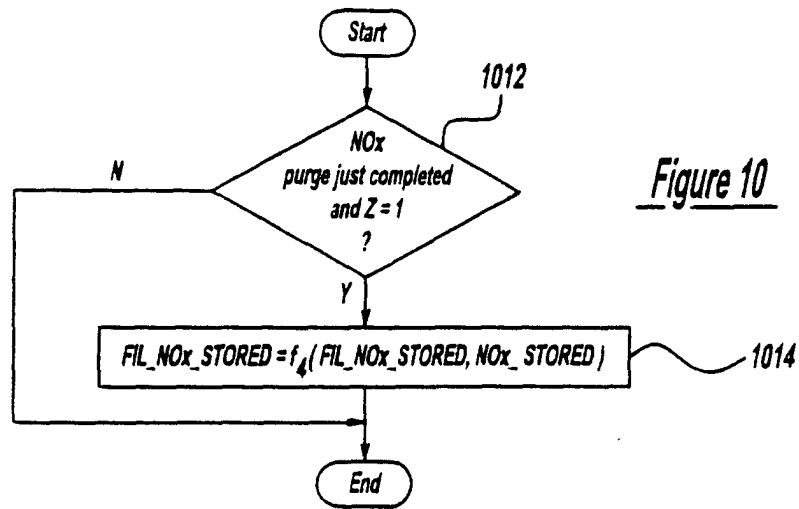 Start
1012
NOx
purge just completed
and Z = 1
?
N
Figure 10
Y
FIL_NOx_STORED = f4 ( FIL_NOx_STORED, NOx_ STORED )
1014
End